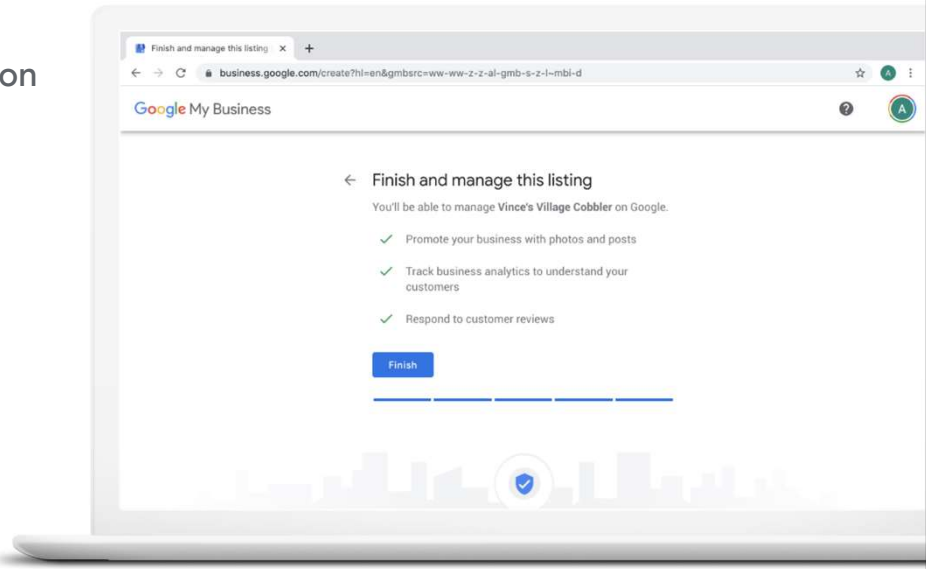 on
Finish and manage this listing
business.google.com/create?hl=en&gmbsrc=ww-ww-z-z-al-gmb-s-z-l~mbi-d
A
Google My Business
?
A
Finish and manage this listing
You'll be able to manage Vince's Village Cobbler on Google.
Promote your business with photos and posts
Track business analytics to understand your
customers
Respond to customer reviews
Finish